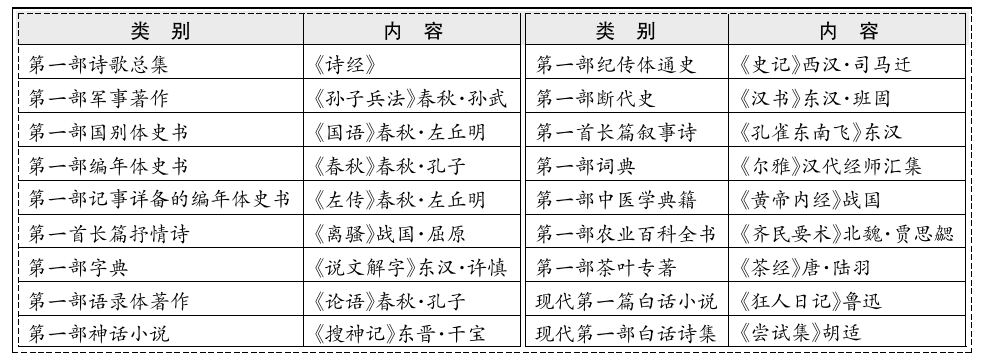 类 别 内 容 类 别 内 容
第一部诗歌总集 《诗经》 第一部纪传体通史 《史记》西汉·司马迁
第一部军事著作 《孙子兵法》春秋·孙武 第一部断代史 《汉书》东汉·班固
第一部国别体史书 《国语》春秋·左丘明 第一首长篇叙事诗 《孔雀东南飞》东汉
第一部编年体史书 《春秋》春秋·孔子 第一部词典 《尔雅》汉代经师汇集
第一部记事详备的编年体史书 《左传》春秋·左丘明 第一部中医学典籍 《黄帝内经》战国
第一首长篇抒情诗 《离骚》战国·屈原 第一部农业百科全书 《齐民要术》北魏·贾思勰
第一部字典 《说文解字》东汉·许慎 第一部茶叶专著 《茶经》唐·陆羽
第一部语录体著作 《论语》春秋·孔子 现代第一篇白话小说 《狂人日记》鲁迅
第一部神话小说 《搜神记》东晋·干宝 现代第一部白话诗集 《尝试集》胡适